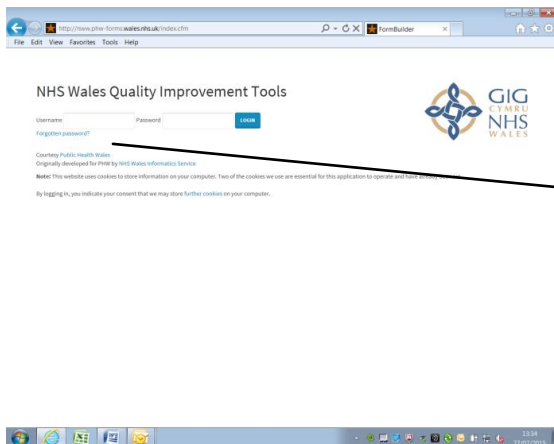 http://www.phw-forms.wales.nhs.uk/index.cfm
FormBuilder
File Edit View Favorites Tools Help
NHS Wales Quality Improvement Tools
GIG
CYMRU
NHS
WALES
Username Password LOGIN
Forgotten password?
Courtesy Public Health Wales
Originally developed for PHW by NHS Wales Informatics Service
Note: This website uses cookies to store information on your computer. Two of the cookies we use are essential for this application to operate and have already
By logging in, you indicate your consent that we may store further cookies on your computer.
13:34